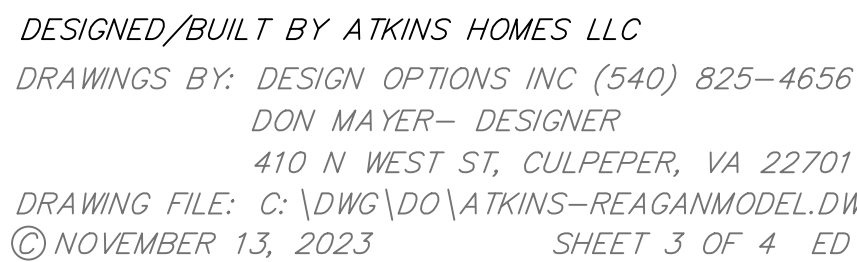 DESIGNED/BUILT BY ATKINS HOMES LLC
DRAWINGS BY: DESIGN OPTIONS INC (540) 825-4656
DON MAYER- DESIGNER
410 N WEST ST, CULPEPER, VA 22701
DRAWING FILE: C:\DWG\DO\ATKINS-REAGANMODEL.DW
© NOVEMBER 13, 2023 SHEET 3 OF 4 ED